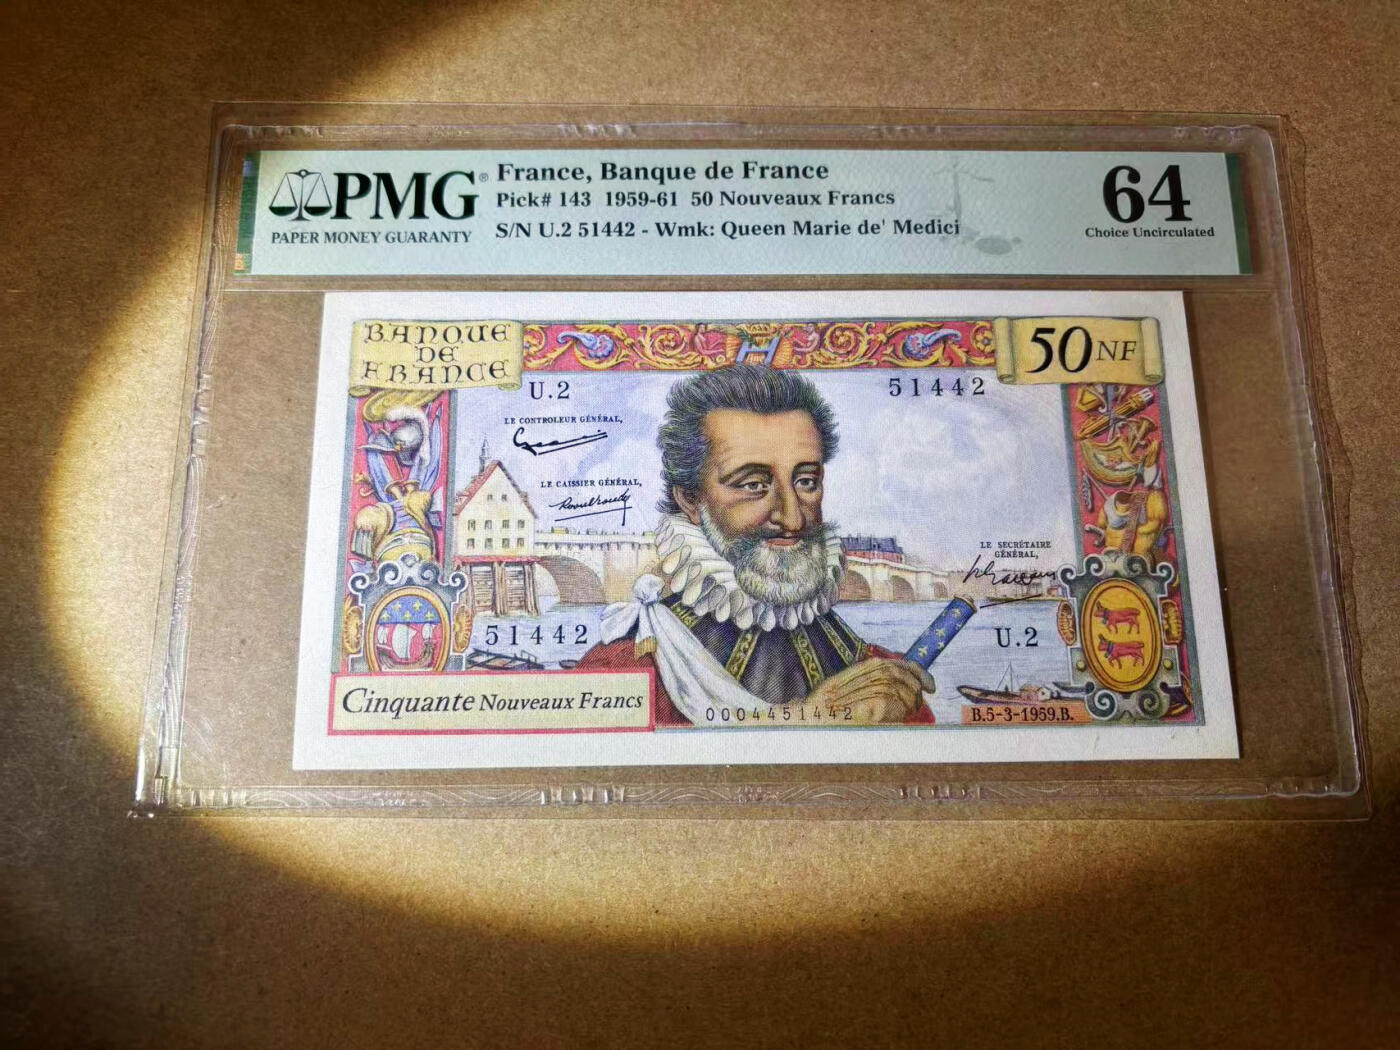 PMG®
PAPER MONEY GUARANTY
France, Banque de France
Pick# 143 1959-61 50 Nouveaux Francs
S/N U.2 51442 - Wmk: Queen Marie de' Medici
64
Choice Uncirculated
BANQUE
DE
FRANCE
50 NF
U.2
51442
LE CONTROLEUR GÉNÉRAL,
LE CAISSIER GÉNÉRAL,
LE SECRÉTAIRE
GÉNÉRAL,
51442
U.2
Cinquante Nouveaux Francs
0004451442
B.5-3-1959.B.